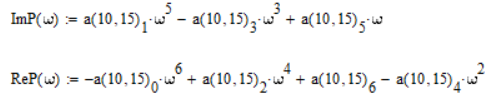 ImP(ω) := a(10,15)₁·ω⁵ − a(10,15)₃·ω³ + a(10,15)₅·ω
ReP(ω) := −a(10,15)₀·ω⁶ + a(10,15)₂·ω⁴ + a(10,15)₆ − a(10,15)₄·ω²